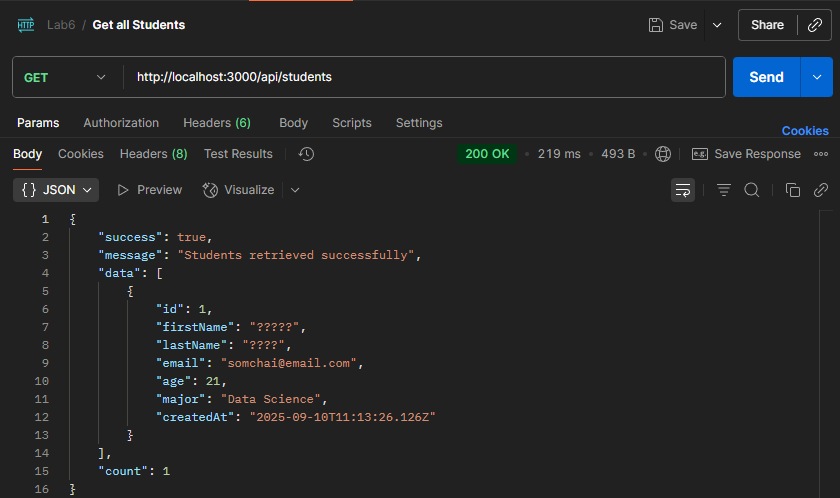 HTTP Lab6 / Get all Students Save Share
GET http://localhost:3000/api/students Send
Params Authorization Headers (6) Body Scripts Settings
Cookies
Body Cookies Headers (8) Test Results 200 OK • 219 ms • 493 B • e.g. Save Response
{} JSON Preview Visualize
1 {
2 "success": true,
3 "message": "Students retrieved successfully",
4 "data": [
5 {
6 "id": 1,
7 "firstName": "?????",
8 "lastName": "????",
9 "email": "somchai@email.com",
10 "age": 21,
11 "major": "Data Science",
12 "createdAt": "2025-09-10T11:13:26.126Z"
13 }
14 ],
15 "count": 1
16 }